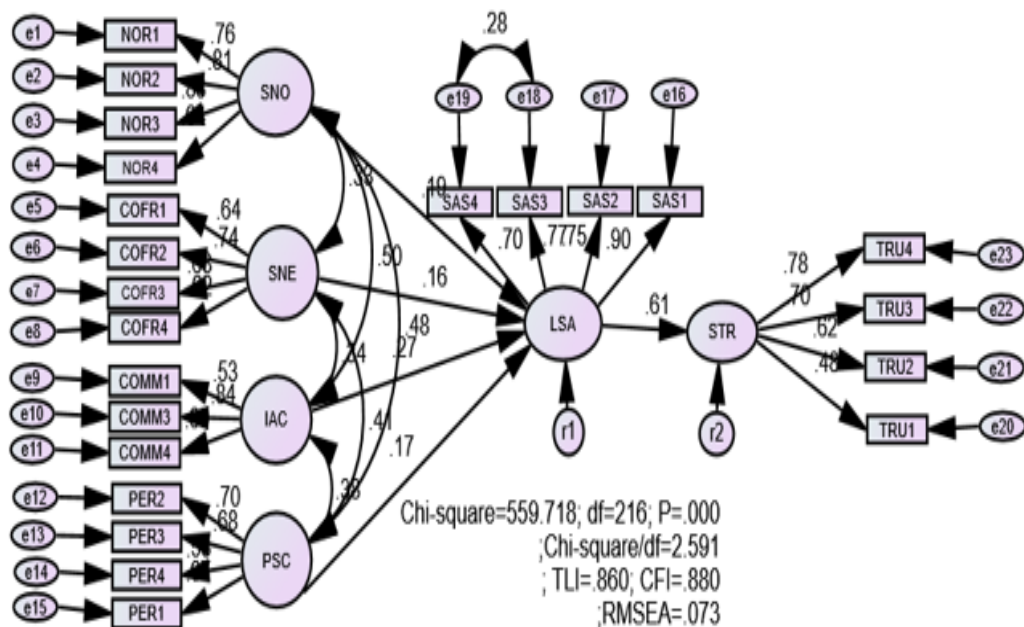 e1
NOR1
.76
e2
NOR2
.81
e3
NOR3
e4
NOR4
SNO
e5
COFR1
.64
e6
COFR2
.74
e7
COFR3
e8
COFR4
SNE
e9
COMM1
.53
e10
COMM3
.84
e11
COMM4
IAC
e12
PER2
.70
e13
PER3
.68
e14
PER4
e15
PER1
PSC
.50
.16
.48
.27
.41
.17
.28
e19
e18
e17
e16
.19
SAS4
SAS3
SAS2
SAS1
.70
.7775
.90
LSA
r1
.61
STR
r2
.78
TRU4
e23
.70
TRU3
e22
.62
TRU2
e21
.48
TRU1
e20
Chi-square=559.718; df=216; P=.000
;Chi-square/df=2.591
; TLI=.860; CFI=.880
;RMSEA=.073